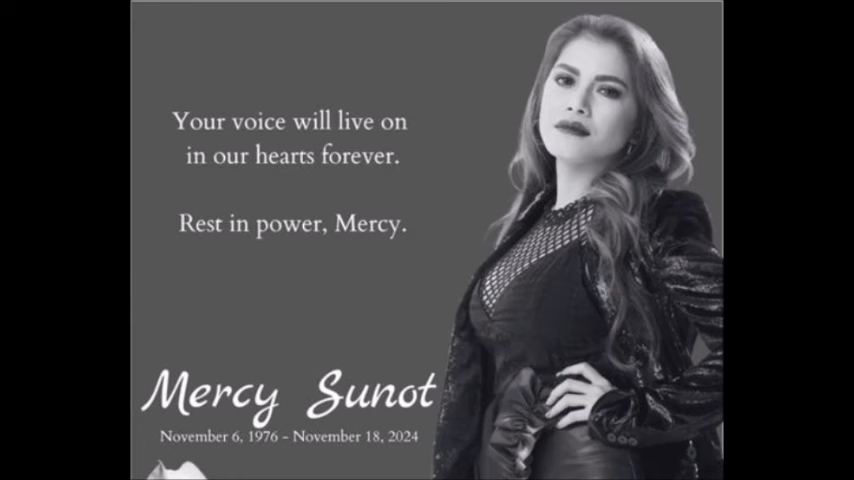 Your voice will live on
in our hearts forever.
Rest in power, Mercy.
Mercy Sunot
November 6, 1976 - November 18, 2024